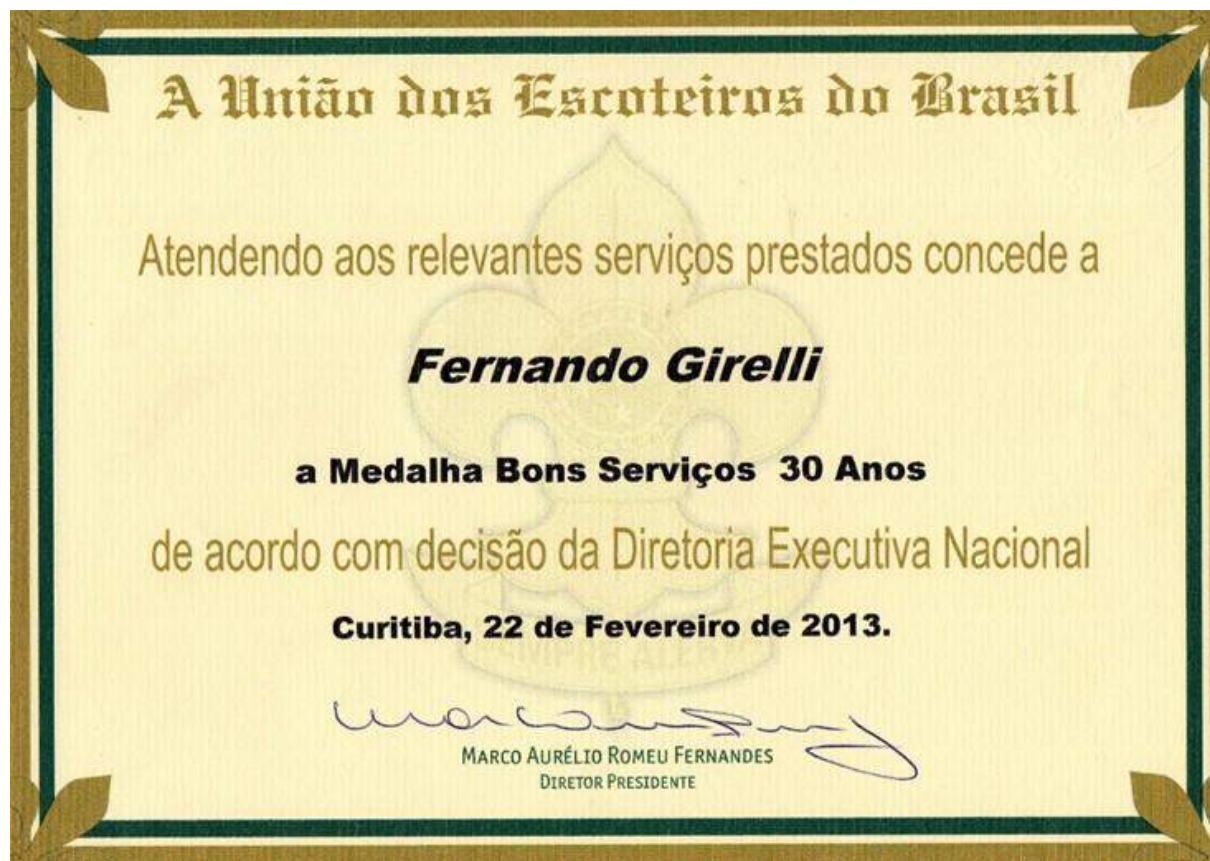 A União dos Escoteiros do Brasil
Atendendo aos relevantes serviços prestados concede a
Fernando Girelli
a Medalha Bons Serviços 30 Anos
de acordo com decisão da Diretoria Executiva Nacional
Curitiba, 22 de Fevereiro de 2013.
SEMPRE ALERTA
MARCO AURÉLIO ROMEU FERNANDES
DIRETOR PRESIDENTE